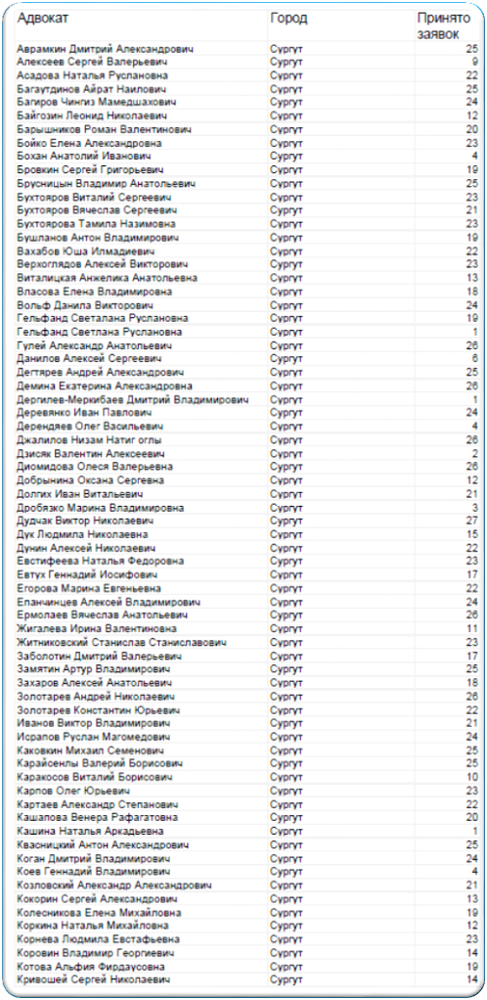 Адвокат Город Принято
заявок
Аврамкин Дмитрий Александрович Сургут 25
Алексеев Сергей Валерьевич Сургут 9
Асадова Наталья Руслановна Сургут 22
Багаутдинов Айрат Наилович Сургут 25
Багиров Чингиз Мамедшахович Сургут 24
Байгозин Леонид Николаевич Сургут 12
Барышников Роман Валентинович Сургут 20
Бойко Елена Александровна Сургут 23
Бохан Анатолий Иванович Сургут 4
Бровкин Сергей Григорьевич Сургут 19
Брусницын Владимир Анатольевич Сургут 25
Бухтояров Виталий Сергеевич Сургут 23
Бухтояров Вячеслав Сергеевич Сургут 21
Бухтоярова Тамила Назимовна Сургут 23
Бушланов Антон Владимирович Сургут 19
Вахабов Юша Илмадиевич Сургут 22
Верхоглядов Алексей Викторович Сургут 23
Виталицкая Анжелика Анатольевна Сургут 13
Власова Елена Владимировна Сургут 18
Вольф Данила Викторович Сургут 24
Гельфанд Светалана Руслановна Сургут 19
Гельфанд Светлана Руслановна Сургут 1
Гулей Александр Анатольевич Сургут 26
Данилов Алексей Сергеевич Сургут 6
Дегтярев Андрей Александрович Сургут 25
Демина Екатерина Александровна Сургут 26
Дергилев-Меркибаев Дмитрий Владимирович Сургут 1
Деревянко Иван Павлович Сургут 24
Дерендяев Олег Васильевич Сургут 4
Джалилов Низам Натиг оглы Сургут 26
Дзисяк Валентин Алексеевич Сургут 2
Диомидова Олеся Валерьевна Сургут 26
Добрынина Оксана Сергевна Сургут 12
Долгих Иван Витальевич Сургут 21
Дробязко Марина Владимировна Сургут 3
Дудчак Виктор Николаевич Сургут 27
Дук Людмила Николаевна Сургут 15
Дунин Алексей Николаевич Сургут 22
Евстифеева Наталья Федоровна Сургут 23
Евтух Геннадий Иосифович Сургут 17
Егорова Марина Евгеньевна Сургут 22
Епанчинцев Алексей Владимирович Сургут 24
Ермолаев Вячеслав Анатольевич Сургут 26
Жигалева Ирина Валентиновна Сургут 11
Житниковский Станислав Станиславович Сургут 23
Заболотин Дмитрий Валерьевич Сургут 17
Замятин Артур Владимирович Сургут 25
Захаров Алексей Анатольевич Сургут 18
Золотарев Андрей Николаевич Сургут 26
Золотарев Константин Юрьевич Сургут 22
Иванов Виктор Владимирович Сургут 21
Исрапов Руслан Магомедович Сургут 24
Каковкин Михаил Семенович Сургут 25
Карайсенлы Валерий Борисович Сургут 25
Каракосов Виталий Борисович Сургут 10
Карпов Олег Юрьевич Сургут 23
Картаев Александр Степанович Сургут 22
Кашапова Венера Рафагатовна Сургут 20
Кашина Наталья Аркадьевна Сургут 1
Квасницкий Антон Александрович Сургут 25
Коган Дмитрий Владимирович Сургут 24
Коев Геннадий Владимирович Сургут 4
Козловский Александр Александрович Сургут 21
Кокорин Сергей Александрович Сургут 13
Колесникова Елена Михайловна Сургут 19
Коркина Наталья Михайловна Сургут 12
Корнева Людмила Евстафьевна Сургут 23
Коровин Владимир Георгиевич Сургут 14
Котова Альфия Фирдаусовна Сургут 19
Кривошей Сергей Николаевич Сургут 14